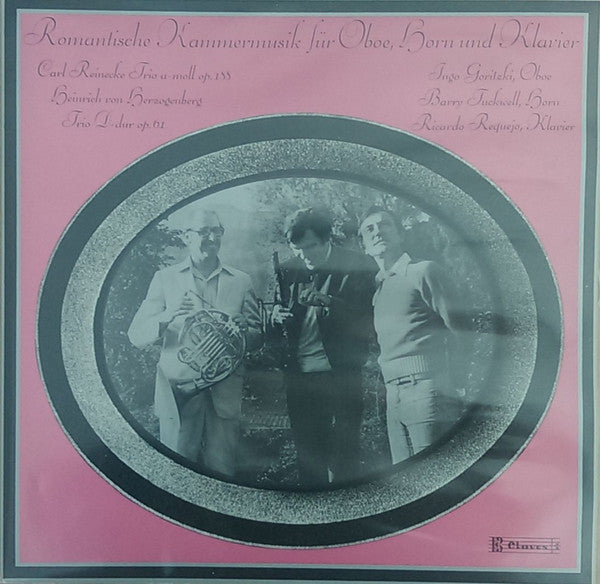 Romantische Kammermusik für Oboe, Horn und Klavier
Carl Reinecke Trio a-moll op. 188
Heinrich von Herzogenberg
Trio D-dur op. 61
Ingo Goritzki, Oboe
Barry Tuckwell, Horn
Ricardo Requejo, Klavier
Claves